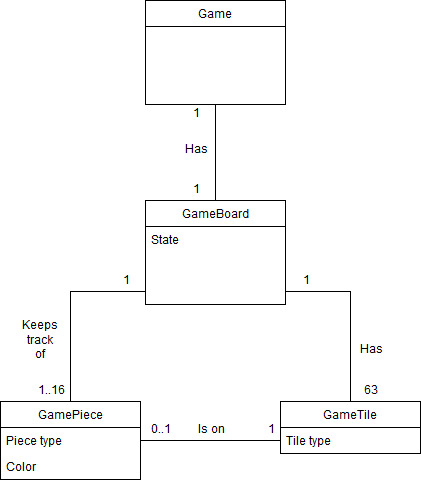 Game
1
Has
1
GameBoard
State
1
1
Keeps
track
of
Has
1..16
63
GamePiece
GameTile
0..1
Is on
1
Piece type
Tile type
Color